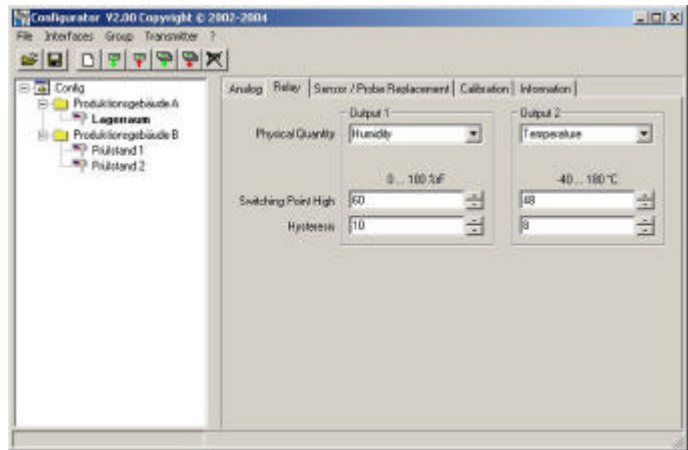 Configurator V2.00 Copyright © 2002-2004
File Interfaces Group Transmitter ?
Config
Produktionsgebäude A
Lagerraum
Produktionsgebäude B
Prüfstand 1
Prüfstand 2
Analog Relay Sensor / Probe Replacement Calibration Information
Output 1 Output 2
Physical Quantity Humidity Temperature
0 ... 100 %rF -40 ... 180 °C
Switching Point High 60 48
Hysteresis 10 8